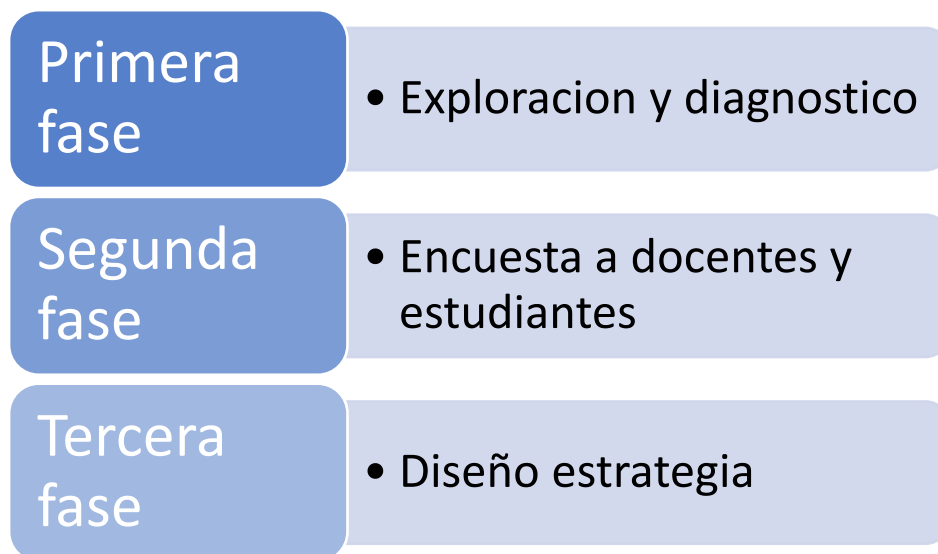 Primera
fase
• Exploracion y diagnostico
Segunda
fase
• Encuesta a docentes y
estudiantes
Tercera
fase
• Diseño estrategia